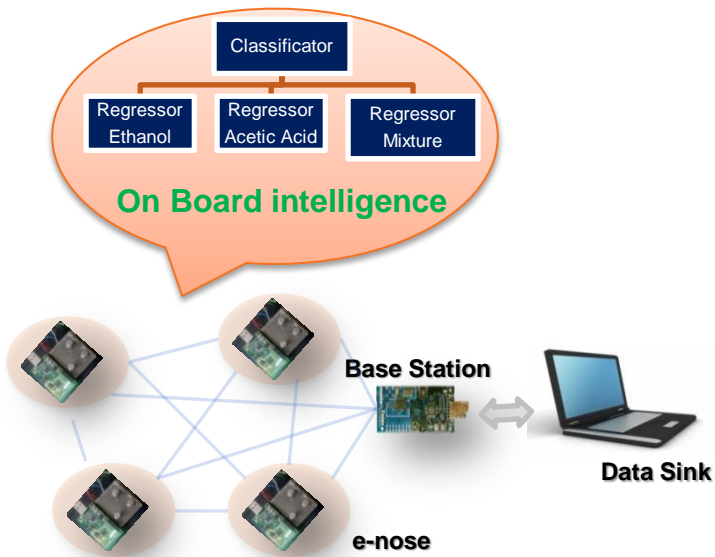 Classificator
Regressor
Ethanol
Regressor
Acetic Acid
Regressor
Mixture
On Board intelligence
Base Station
Data Sink
e-nose